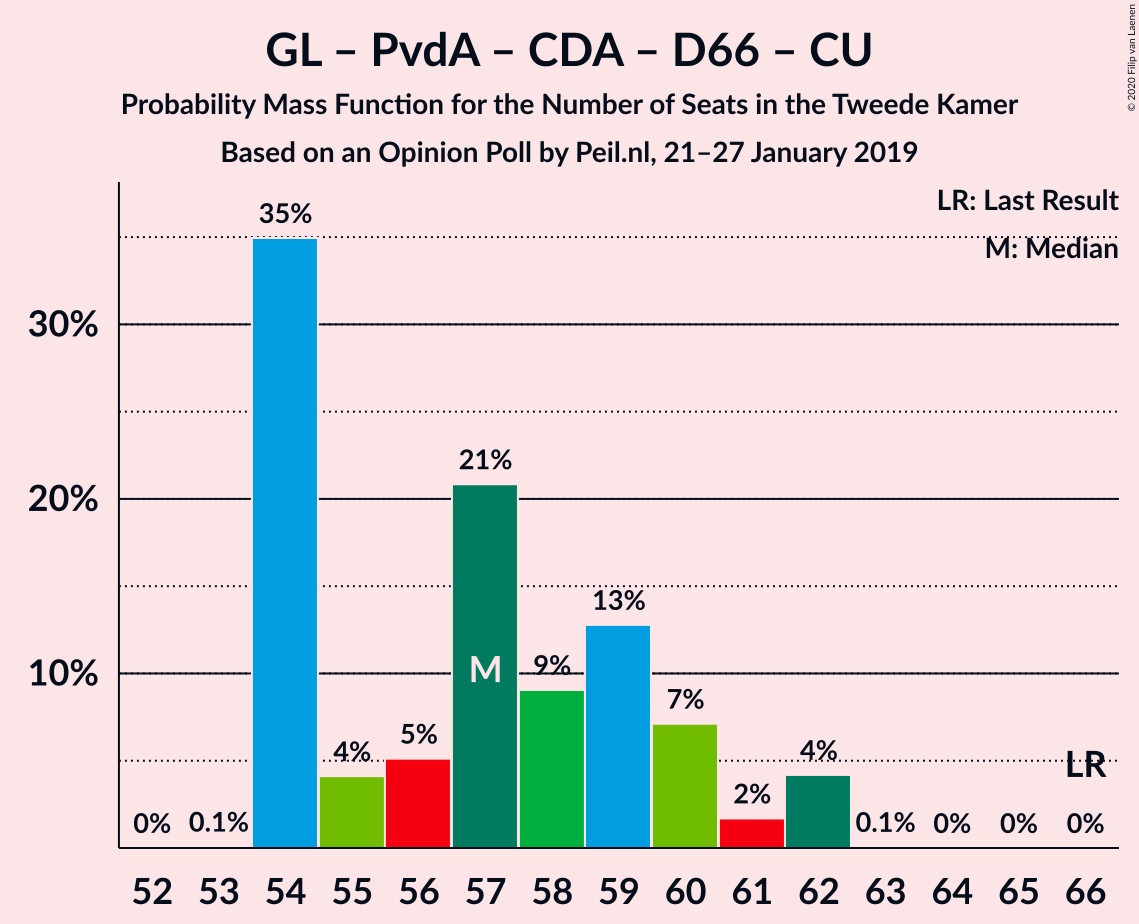 GL – PvdA – CDA – D66 – CU
Probability Mass Function for the Number of Seats in the Tweede Kamer
Based on an Opinion Poll by Peil.nl, 21–27 January 2019
© 2020 Filip van Laenen
LR: Last Result
M: Median
30%
20%
10%
0%
0.1%
35%
4%
5%
21%
M
9%
13%
7%
2%
4%
0.1%
0%
0%
0%
LR
52 53 54 55 56 57 58 59 60 61 62 63 64 65 66